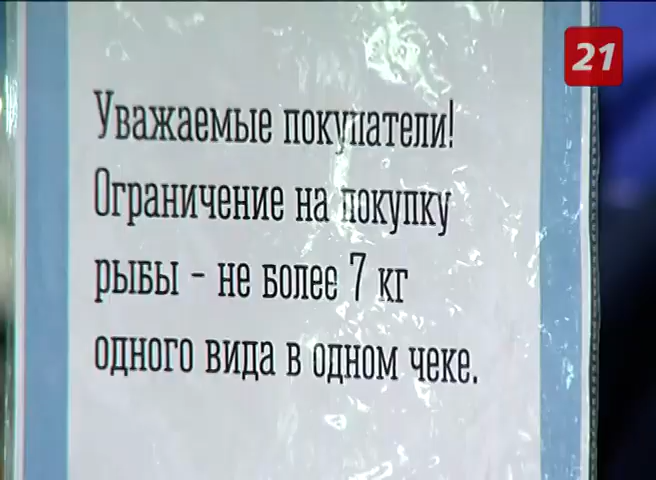 21
Уважаемые покупатели!
Ограничение на покупку
рыбы - не более 7 кг
одного вида в одном чеке.